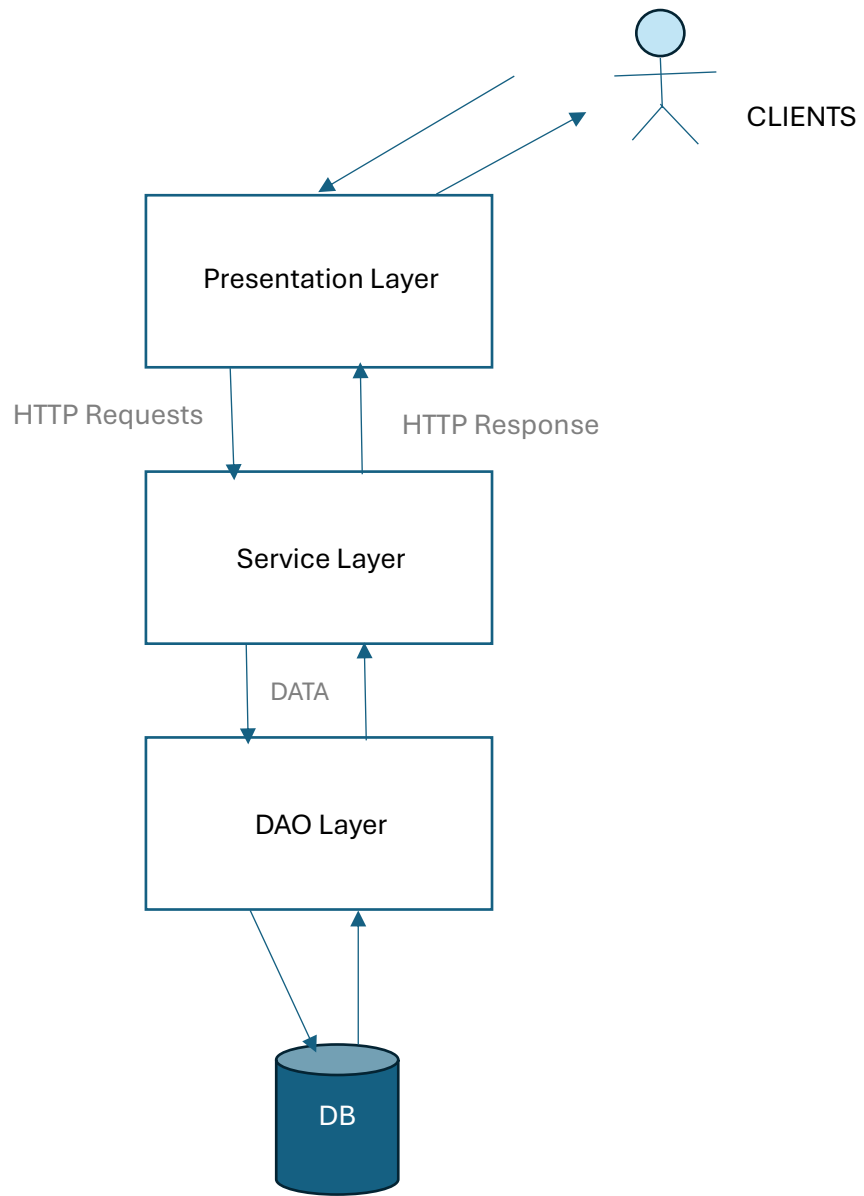 CLIENTS
Presentation Layer
HTTP Requests
HTTP Response
Service Layer
DATA
DAO Layer
DB